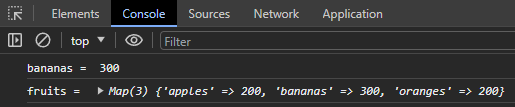 Elements Console Sources Network Application
top Filter
bananas = 300
fruits = Map(3) {'apples' => 200, 'bananas' => 300, 'oranges' => 200}